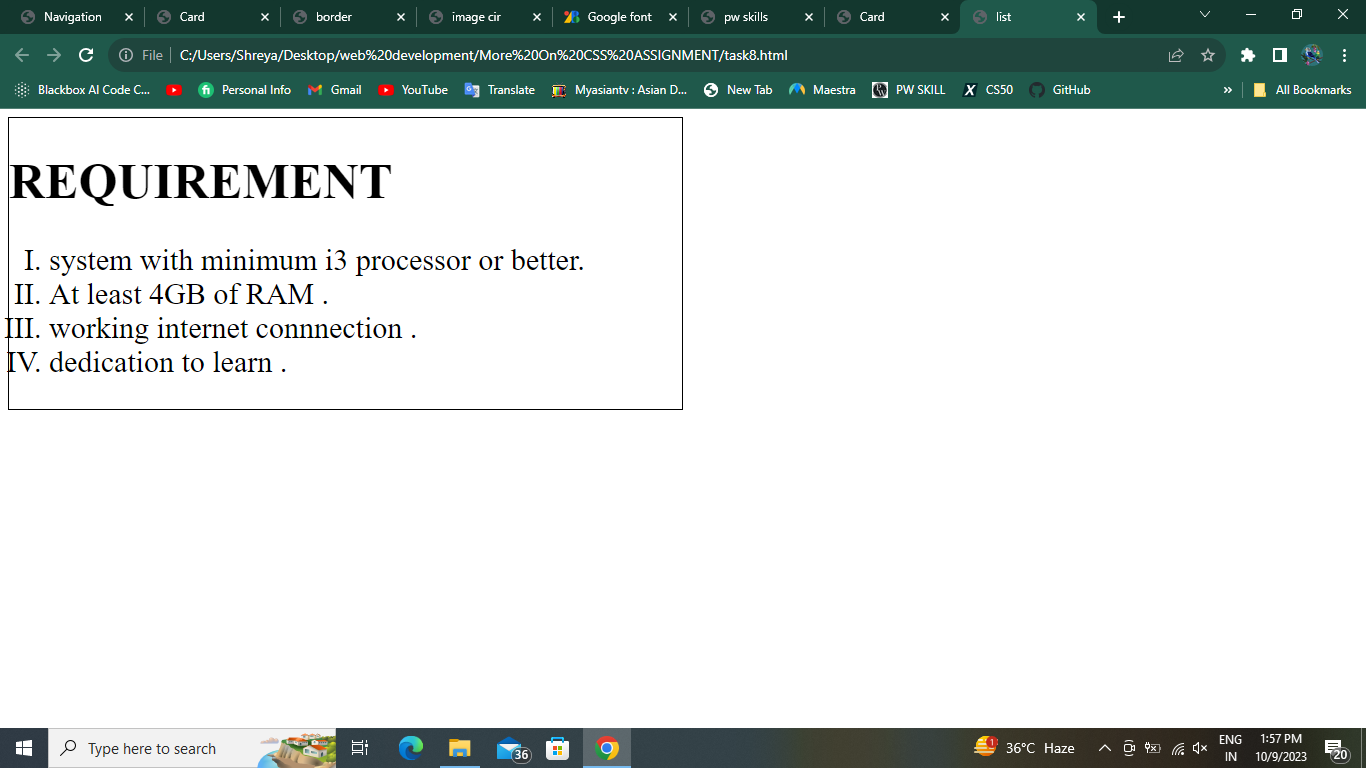 Navigation
Card
border
image cir
Google font
pw skills
Card
list
File
C:/Users/Shreya/Desktop/web%20development/More%20On%20CSS%20ASSIGNMENT/task8.html
Blackbox AI Code C...
Personal Info
Gmail
YouTube
Translate
Myasiantv : Asian D...
New Tab
Maestra
PW SKILL
CS50
GitHub
»
All Bookmarks
REQUIREMENT
I. system with minimum i3 processor or better.
II. At least 4GB of RAM .
III. working internet connnection .
IV. dedication to learn .
Type here to search
36
1
36°C Haze
ENG
IN
1:57 PM
10/9/2023
20